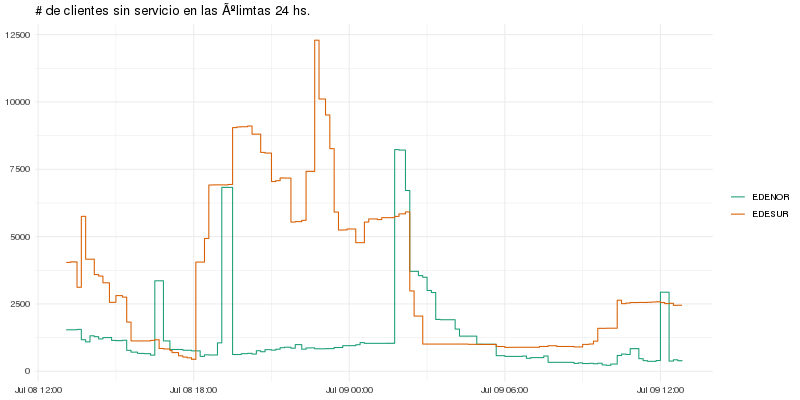 # de clientes sin servicio en las Ãºlimtas 24 hs.
12500
10000
7500
5000
2500
0
Jul 08 12:00
Jul 08 18:00
Jul 09 00:00
Jul 09 06:00
Jul 09 12:00
EDENOR
EDESUR